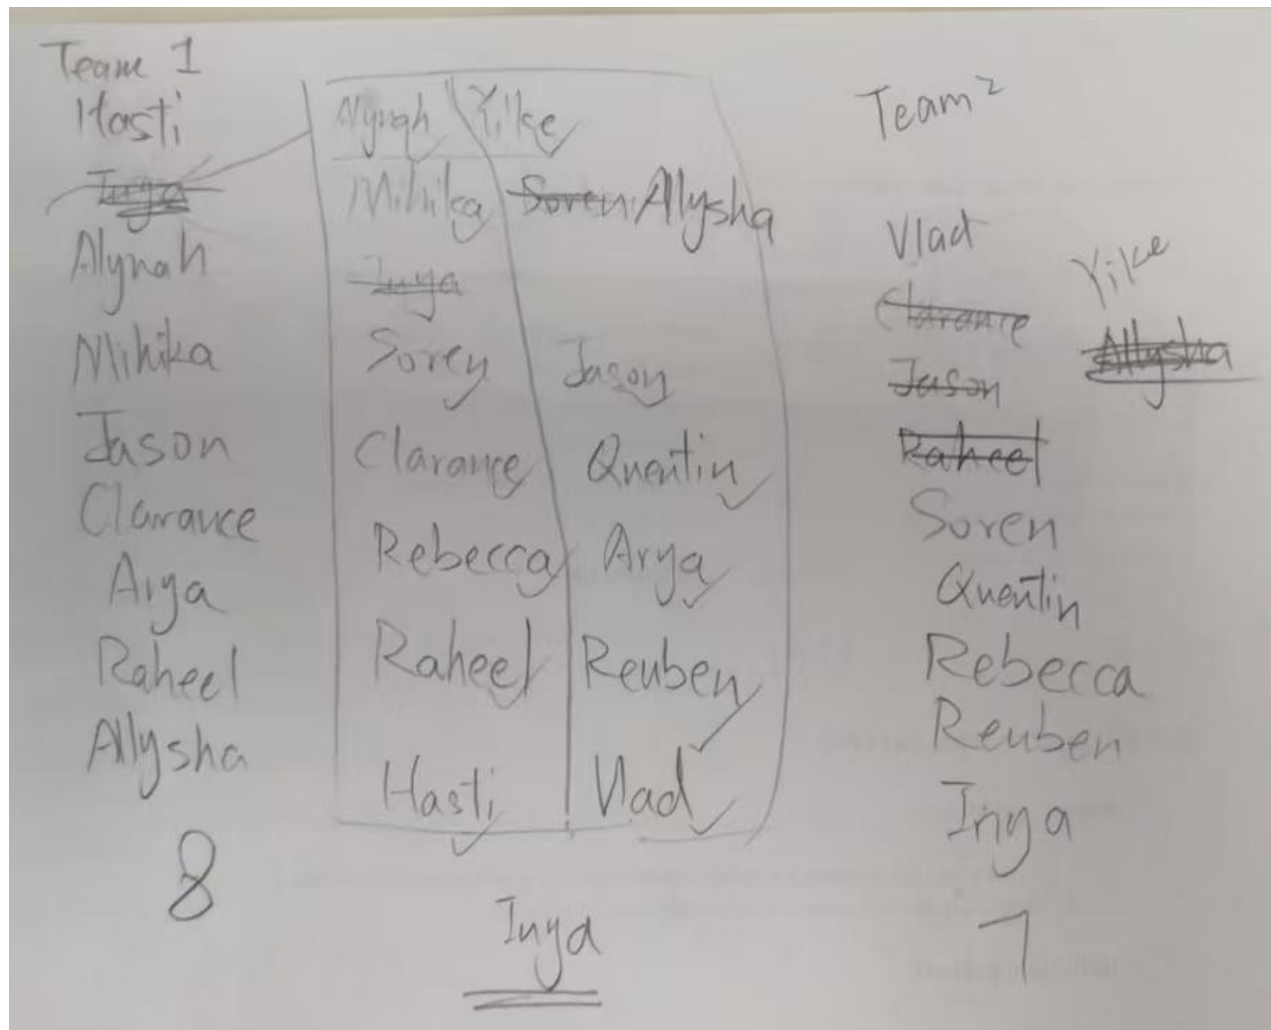 Team 1
Hasti
Inya
Alynah
Mihika
Jason
Clarance
Arya
Raheel
Allysha
8
Alynah Yike
Mihika Soren Allysha
Inya
Soren Jason
Clarance Quentin
Rebecca Arya
Raheel Reuben
Hasti Vlad
Inya
Team 2
Vlad
Yike
Clarance
Allysha
Jason
Raheel
Soren
Quentin
Rebecca
Reuben
Inya
7